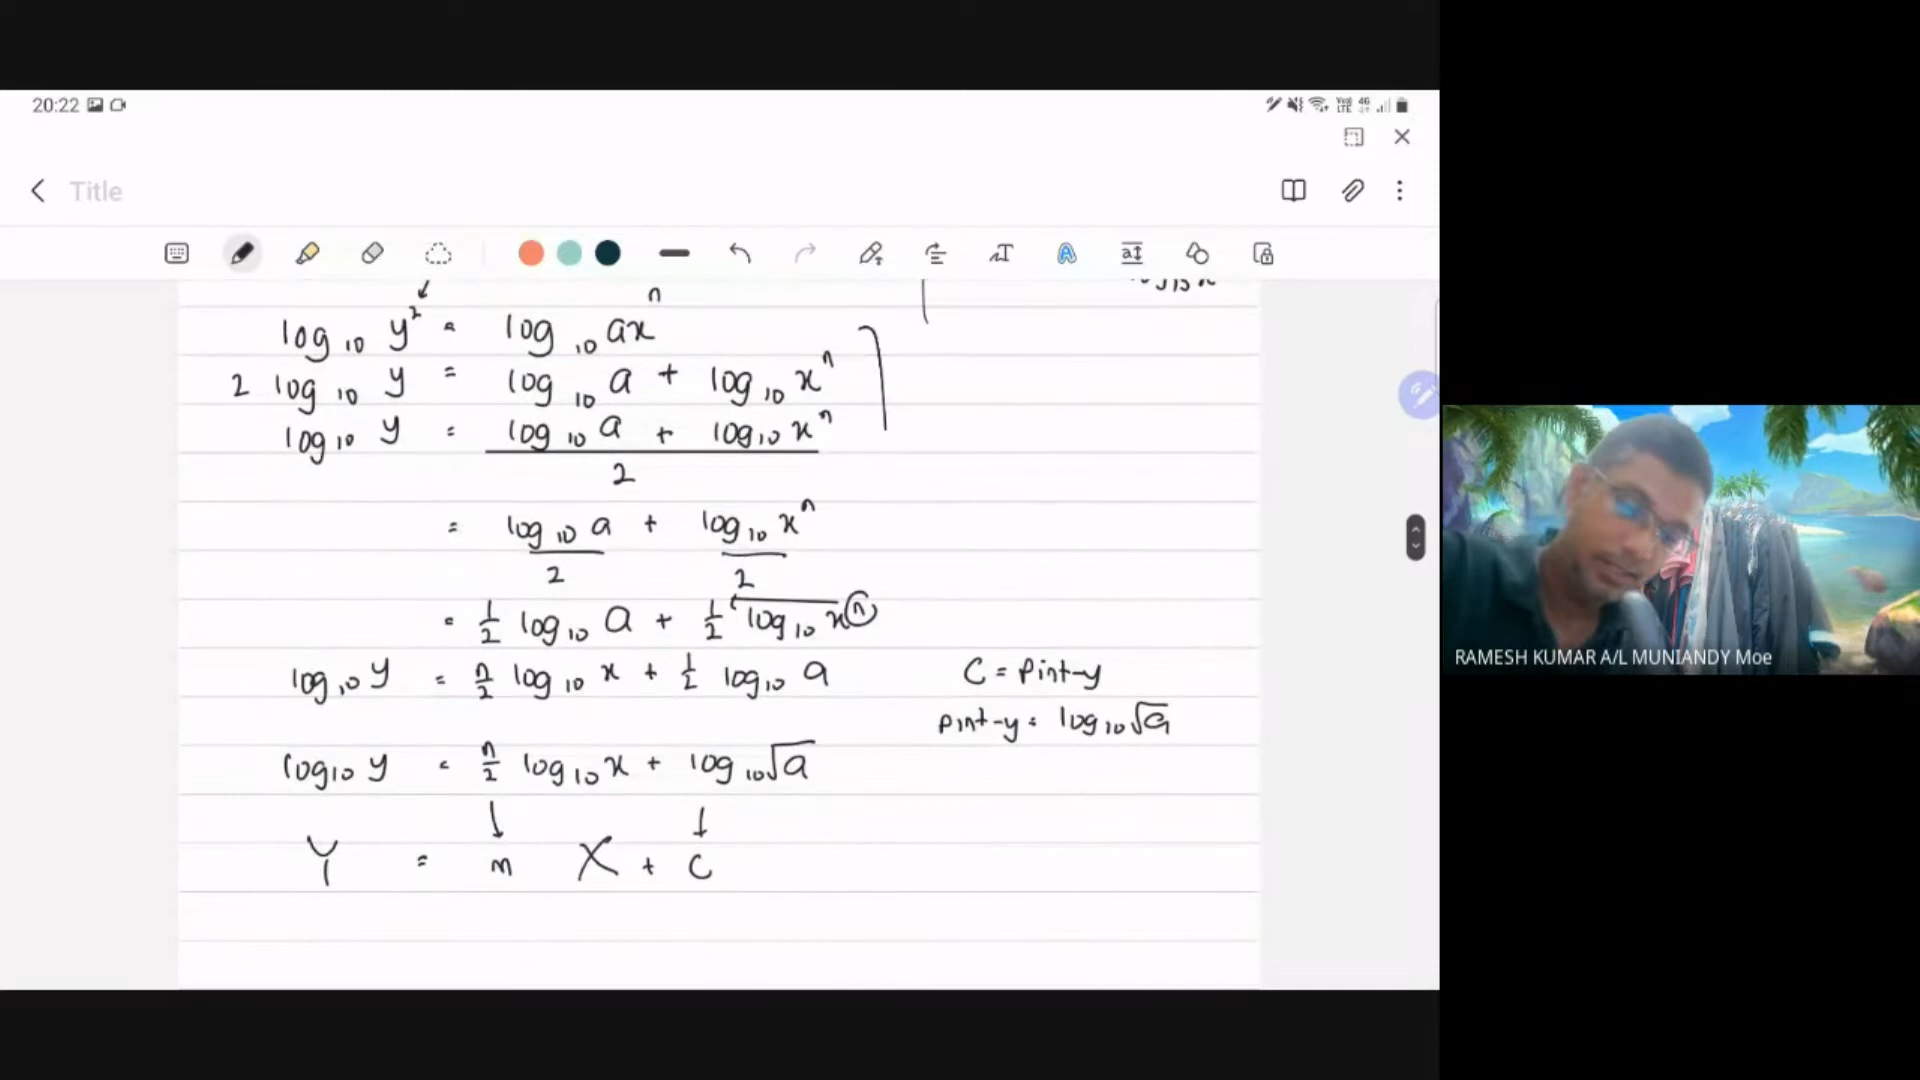 20:22
Title
n
log₁₀ y² = log₁₀ axⁿ
2 log₁₀ y = log₁₀ a + log₁₀ xⁿ
log₁₀ y = log₁₀ a + log₁₀ xⁿ
2
= log₁₀ a + log₁₀ xⁿ
2 2
= 1/2 log₁₀ a + 1/2 log₁₀ xⁿ
log₁₀ y = n/2 log₁₀ x + 1/2 log₁₀ a
C = Pint-y
pint-y = log₁₀ √a
log₁₀ y = n/2 log₁₀ x + log₁₀ √a
Y = m X + C
RAMESH KUMAR A/L MUNIANDY Moe